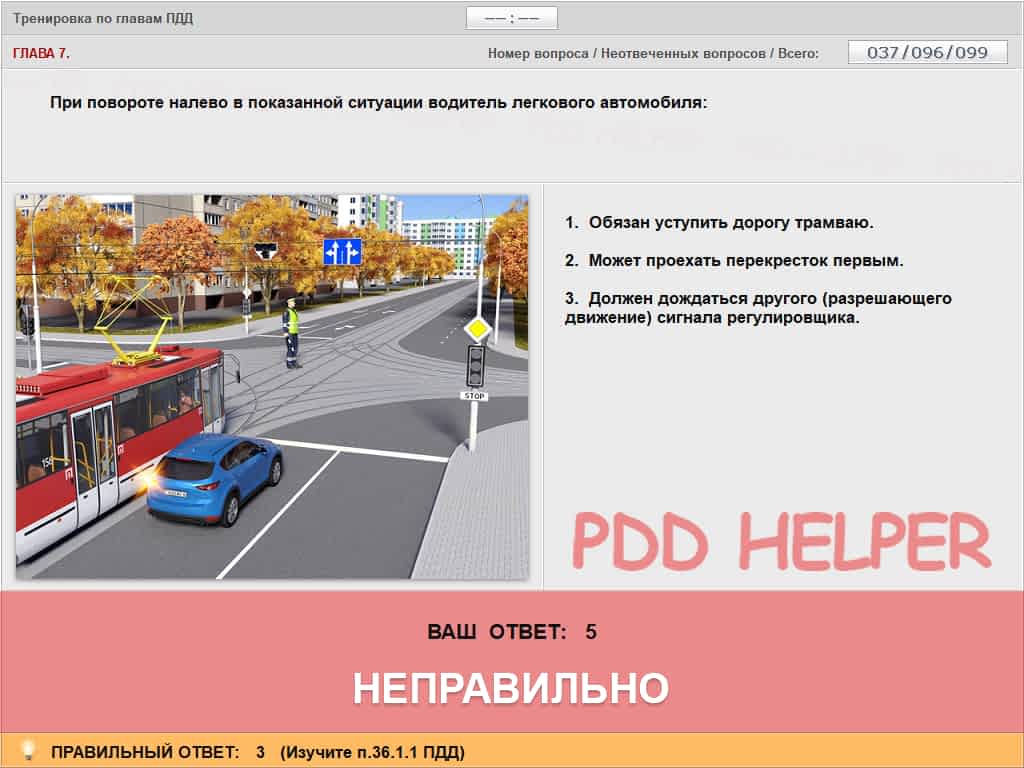 Тренировка по главам ПДД
—— : ——
ГЛАВА 7.
Номер вопроса / Неотвеченных вопросов / Всего:
037/096/099
При повороте налево в показанной ситуации водитель легкового автомобиля:
1. Обязан уступить дорогу трамваю.
2. Может проехать перекресток первым.
3. Должен дождаться другого (разрешающего
движение) сигнала регулировщика.
STOP
PDD HELPER
ВАШ ОТВЕТ: 5
НЕПРАВИЛЬНО
ПРАВИЛЬНЫЙ ОТВЕТ: 3 (Изучите п.36.1.1 ПДД)